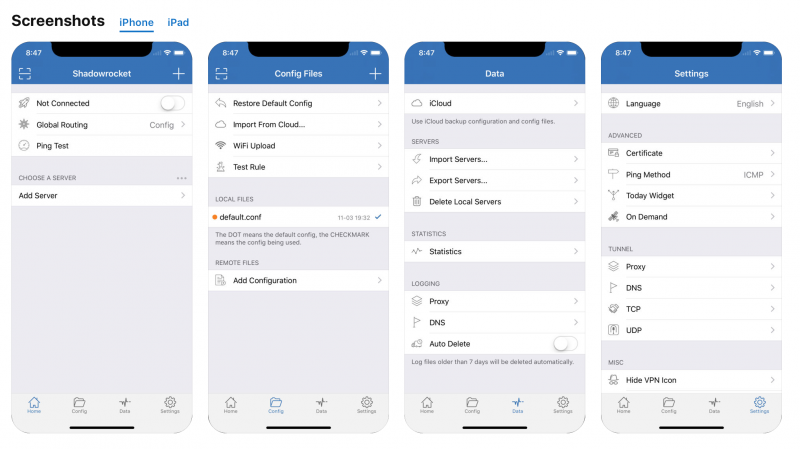 Screenshots iPhone iPad
8:47
Shadowrocket
Not Connected
Global Routing Config
Ping Test
CHOOSE A SERVER
Add Server
Home Config Data Settings
8:47
Config Files
Restore Default Config
Import From Cloud...
WiFi Upload
Test Rule
LOCAL FILES
default.conf 11-03 19:32
The DOT means the default config, the CHECKMARK
means the config being used.
REMOTE FILES
Add Configuration
Home Config Data Settings
8:47
Data
iCloud
Use iCloud backup configuration and config files.
SERVERS
Import Servers...
Export Servers...
Delete Local Servers
STATISTICS
Statistics
LOGGING
Proxy
DNS
Auto Delete
Log files older than 7 days will be deleted automatically.
Home Config Data Settings
8:47
Settings
Language English
ADVANCED
Certificate
Ping Method ICMP
Today Widget
On Demand
TUNNEL
Proxy
DNS
TCP
UDP
MISC
Hide VPN Icon
Home Config Data Settings